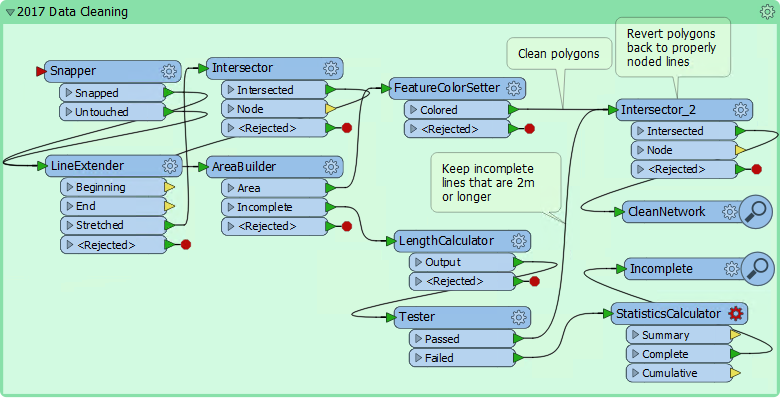 2017 Data Cleaning
Snapper
Snapped
Untouched
LineExtender
Beginning
End
Stretched
<Rejected>
Intersector
Intersected
Node
<Rejected>
AreaBuilder
Area
Incomplete
<Rejected>
FeatureColorSetter
Colored
<Rejected>
LengthCalculator
Output
<Rejected>
Tester
Passed
Failed
Clean polygons
Keep incomplete
lines that are 2m
or longer
Revert polygons
back to properly
noded lines
Intersector_2
Intersected
Node
<Rejected>
CleanNetwork
Incomplete
StatisticsCalculator
Summary
Complete
Cumulative